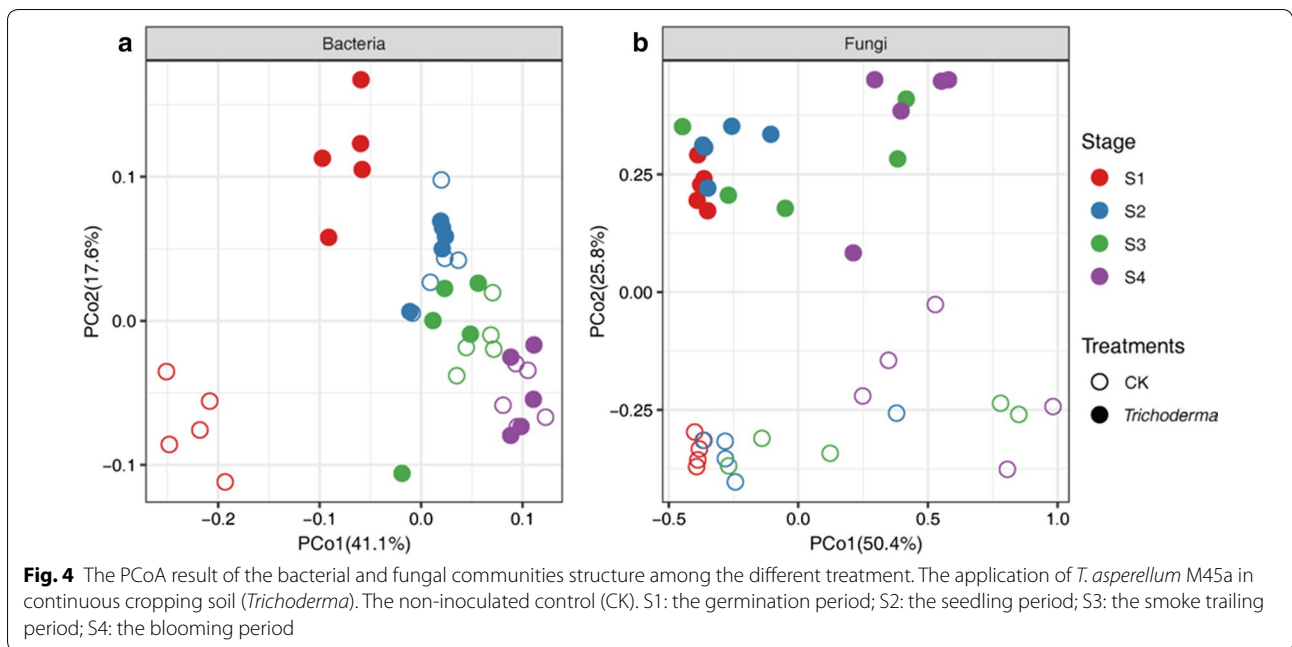 a
Bacteria
PCo2(17.6%)
0.1
0.0
−0.1
−0.2
−0.1
0.0
0.1
PCo1(41.1%)
b
Fungi
PCo2(25.8%)
0.25
0.00
−0.25
−0.5
0.0
0.5
1.0
PCo1(50.4%)
Stage
S1
S2
S3
S4
Treatments
CK
Trichoderma
Fig. 4 The PCoA result of the bacterial and fungal communities structure among the different treatment. The application of T. asperellum M45a in
continuous cropping soil (Trichoderma). The non-inoculated control (CK). S1: the germination period; S2: the seedling period; S3: the smoke trailing
period; S4: the blooming period